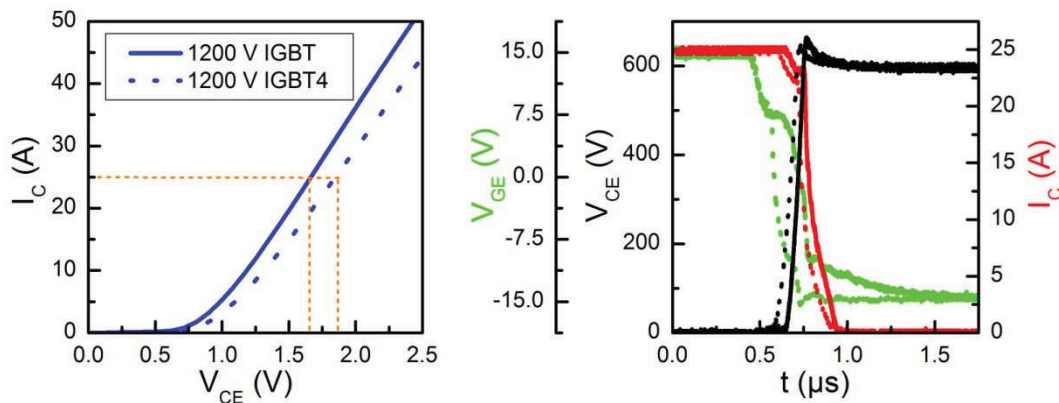 50
40
30
20
10
0
I_C (A)
1200 V IGBT
1200 V IGBT4
0.0 0.5 1.0 1.5 2.0 2.5
V_CE (V)
15.0
7.5
0.0
-7.5
-15.0
V_GE (V)
600
400
200
0
V_CE (V)
0.0 0.5 1.0 1.5
t (µs)
25
20
15
10
5
0
I_C (A)